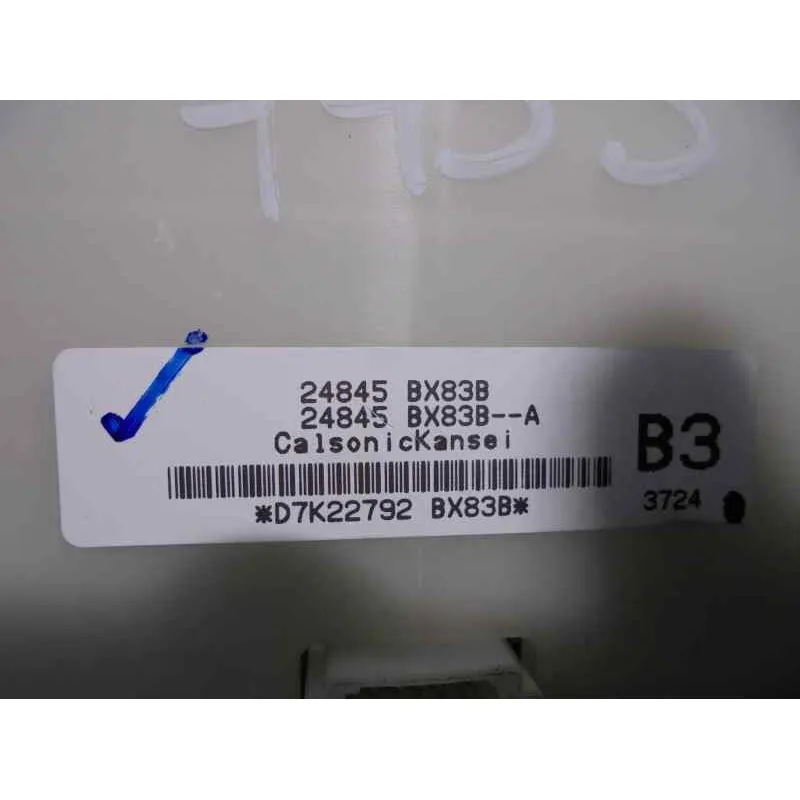 24845 BX83B
24845 BX83B--A
CalsonicKansei
B3
*D7K22792 BX83B*
3724